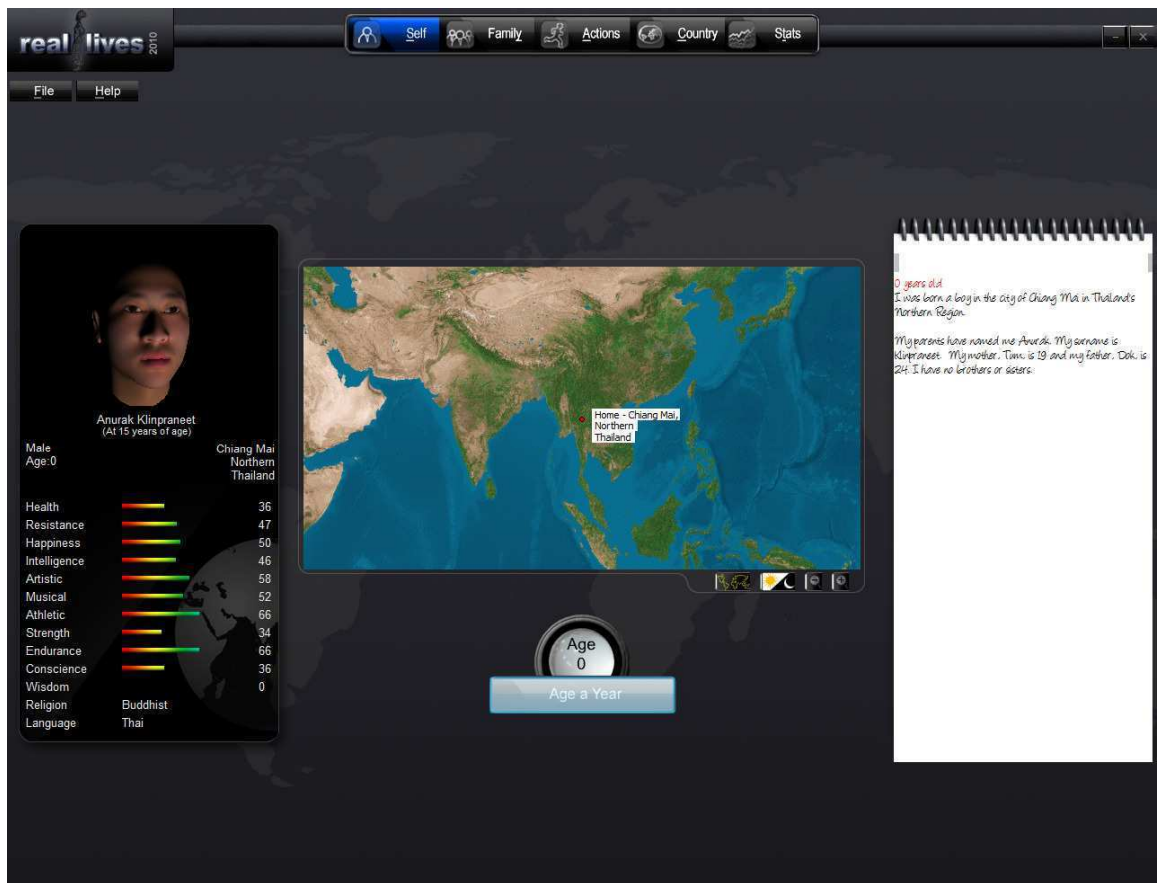 real lives 2010
Self Family Actions Country Stats
File Help
Anurak Klinpraneet
(At 15 years of age)
Male Chiang Mai
Age:0 Northern
Thailand
Health 36
Resistance 47
Happiness 50
Intelligence 46
Artistic 58
Musical 52
Athletic 66
Strength 34
Endurance 66
Conscience 36
Wisdom 0
Religion Buddhist
Language Thai
Home - Chiang Mai,
Northern
Thailand
Age
0
Age a Year
0 years old
I was born a boy in the city of Chiang Mai in Thailand's
Northern Region.
My parents have named me Anurak. My surname is
Klinpraneet. My mother, Tum, is 19 and my father, Dok, is
24. I have no brothers or sisters.